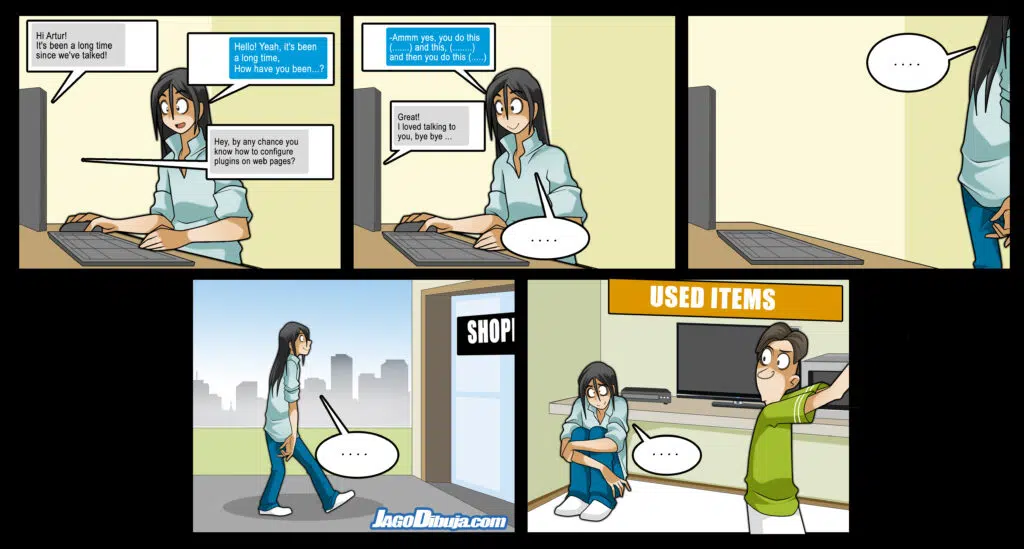 Hi Artur!
It's been a long time
since we've talked!
Hello! Yeah, it's been
a long time,
How have you been...?
Hey, by any chance you
know how to configure
plugins on web pages?
-Ammm yes, you do this
(.......) and this, (........)
and then you do this (.....)
Great!
I loved talking to
you, bye bye ...
. . . .
. . . .
SHOP
. . . .
JAGODibuja.com
USED ITEMS
. . . .